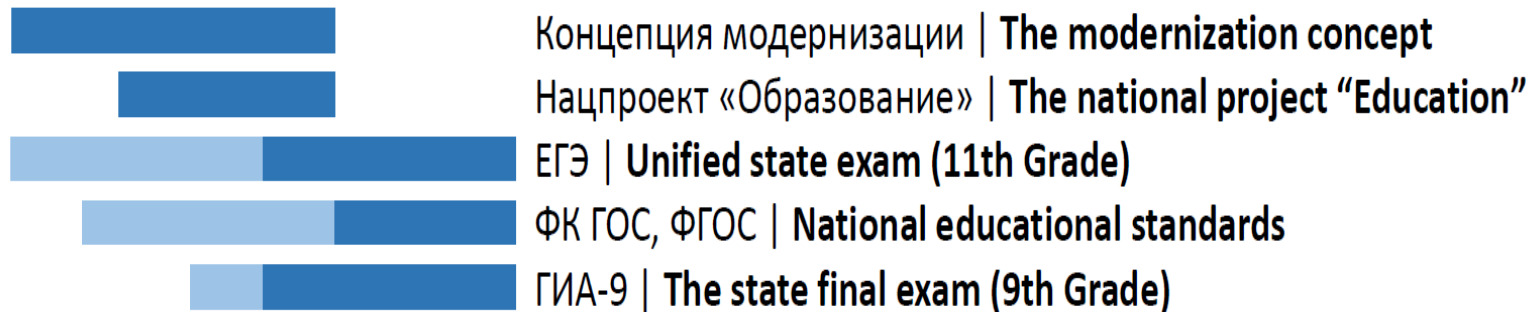 Концепция модернизации | The modernization concept
Нацпроект «Образование» | The national project “Education”
ЕГЭ | Unified state exam (11th Grade)
ФК ГОС, ФГОС | National educational standards
ГИА-9 | The state final exam (9th Grade)